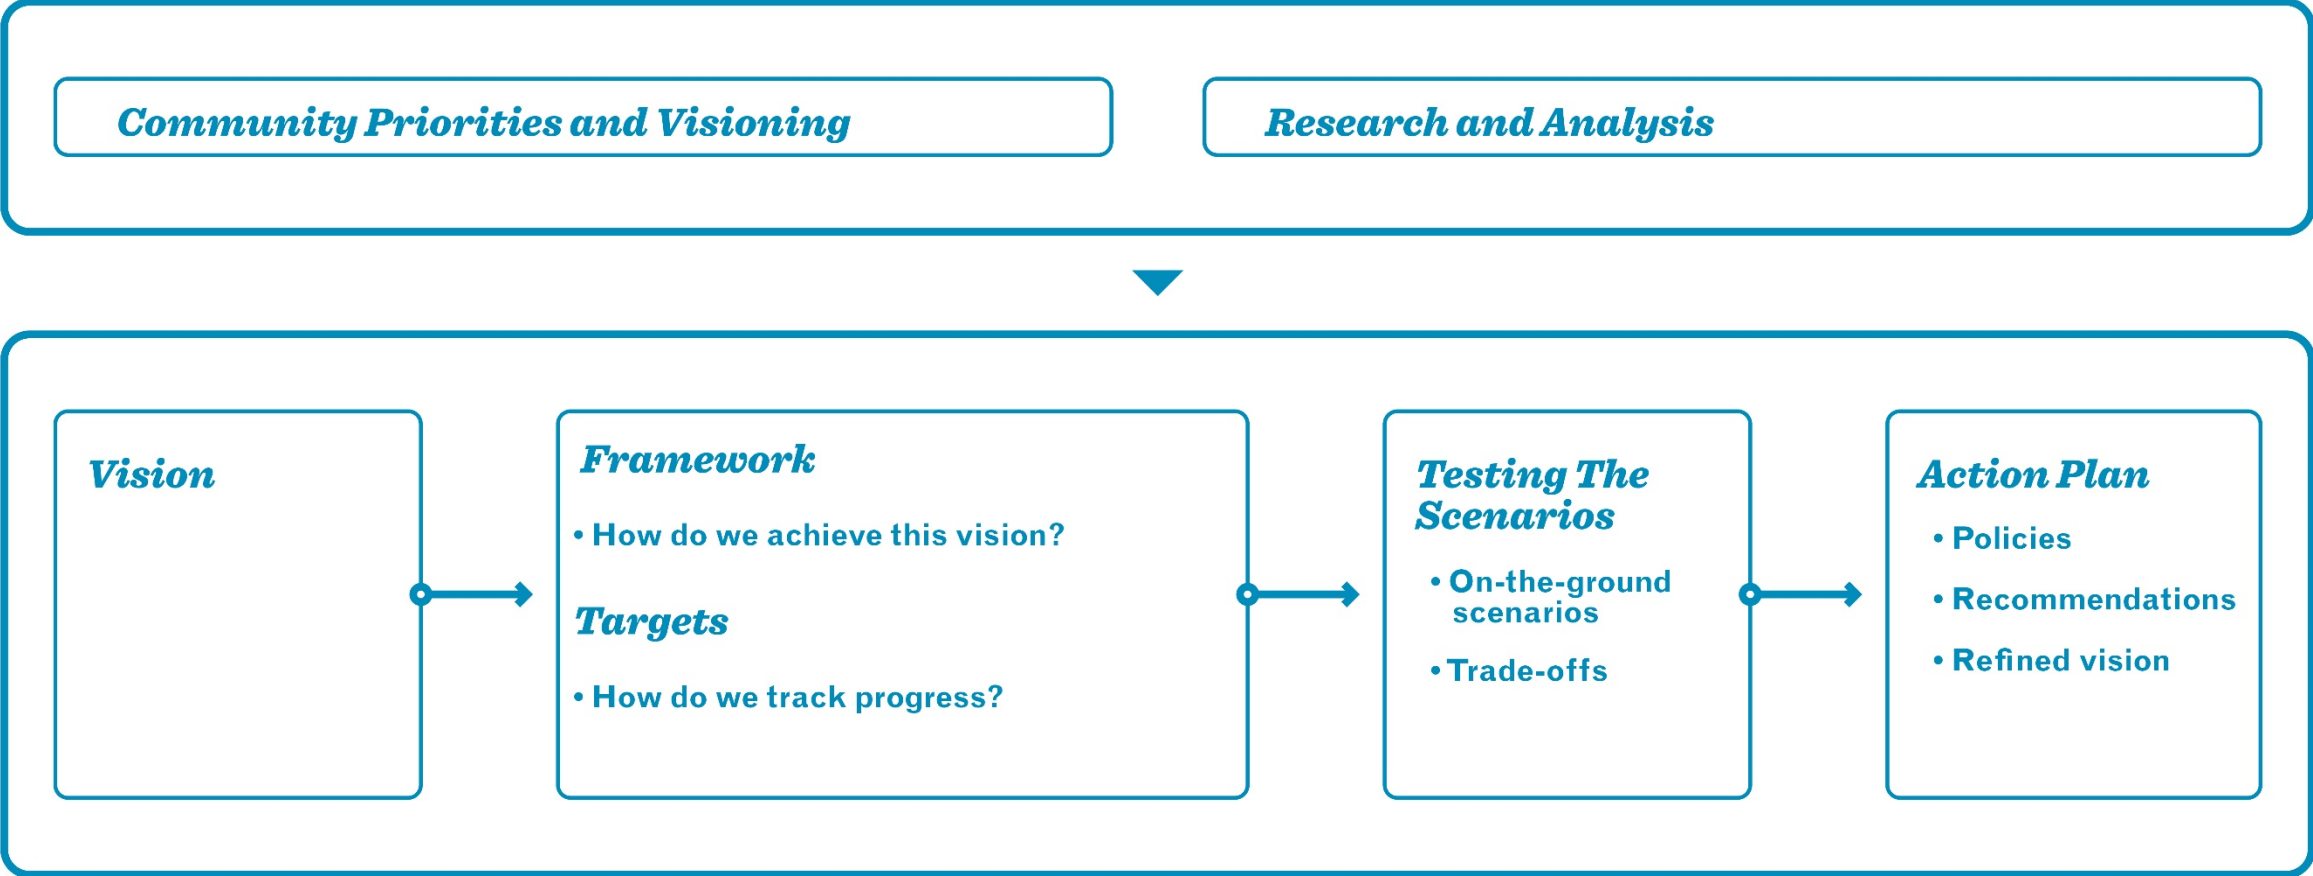 Community Priorities and Visioning
Research and Analysis
Vision
Framework
• How do we achieve this vision?
Targets
• How do we track progress?
Testing The
Scenarios
• On-the-ground
scenarios
• Trade-offs
Action Plan
• Policies
• Recommendations
• Refined vision